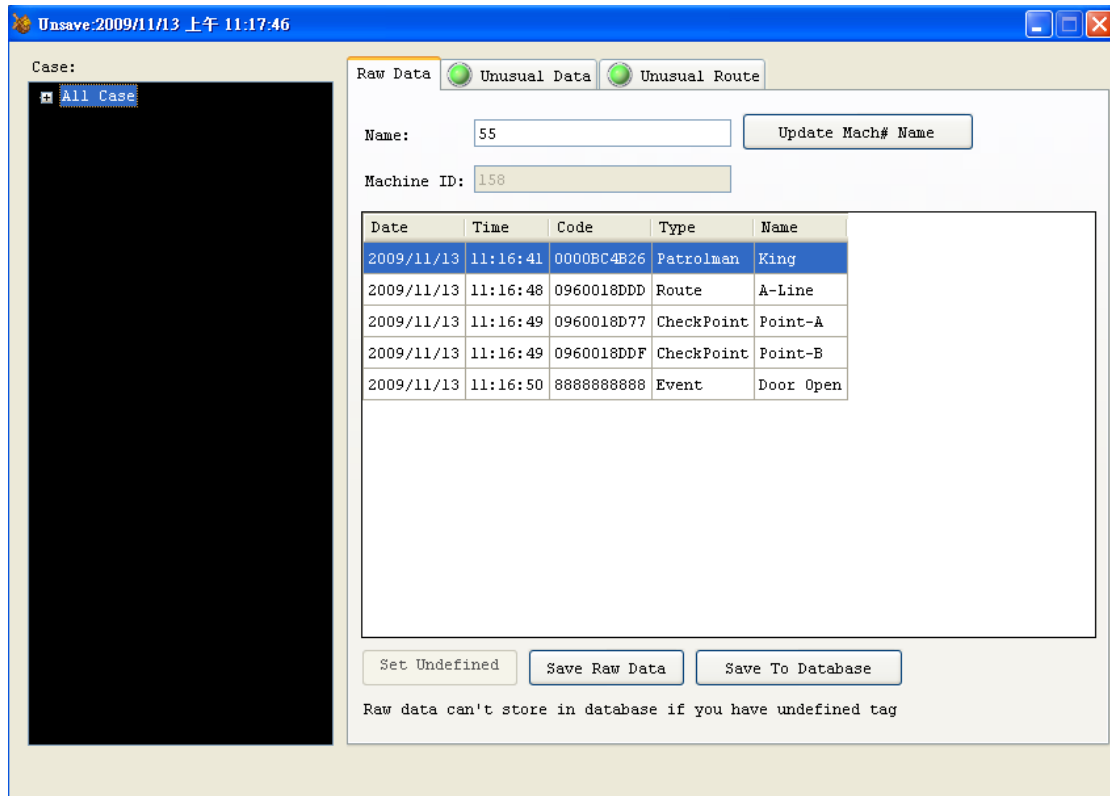 Unsave:2009/11/13 上午 11:17:46
Case:
All Case
Raw Data Unusual Data Unusual Route
Name: 55 Update Mach# Name
Machine ID: 158
Date Time Code Type Name
2009/11/13 11:16:41 0000BC4B26 Patrolman King
2009/11/13 11:16:48 0960018DDD Route A-Line
2009/11/13 11:16:49 0960018D77 CheckPoint Point-A
2009/11/13 11:16:49 0960018DDF CheckPoint Point-B
2009/11/13 11:16:50 8888888888 Event Door Open
Set Undefined Save Raw Data Save To Database
Raw data can't store in database if you have undefined tag